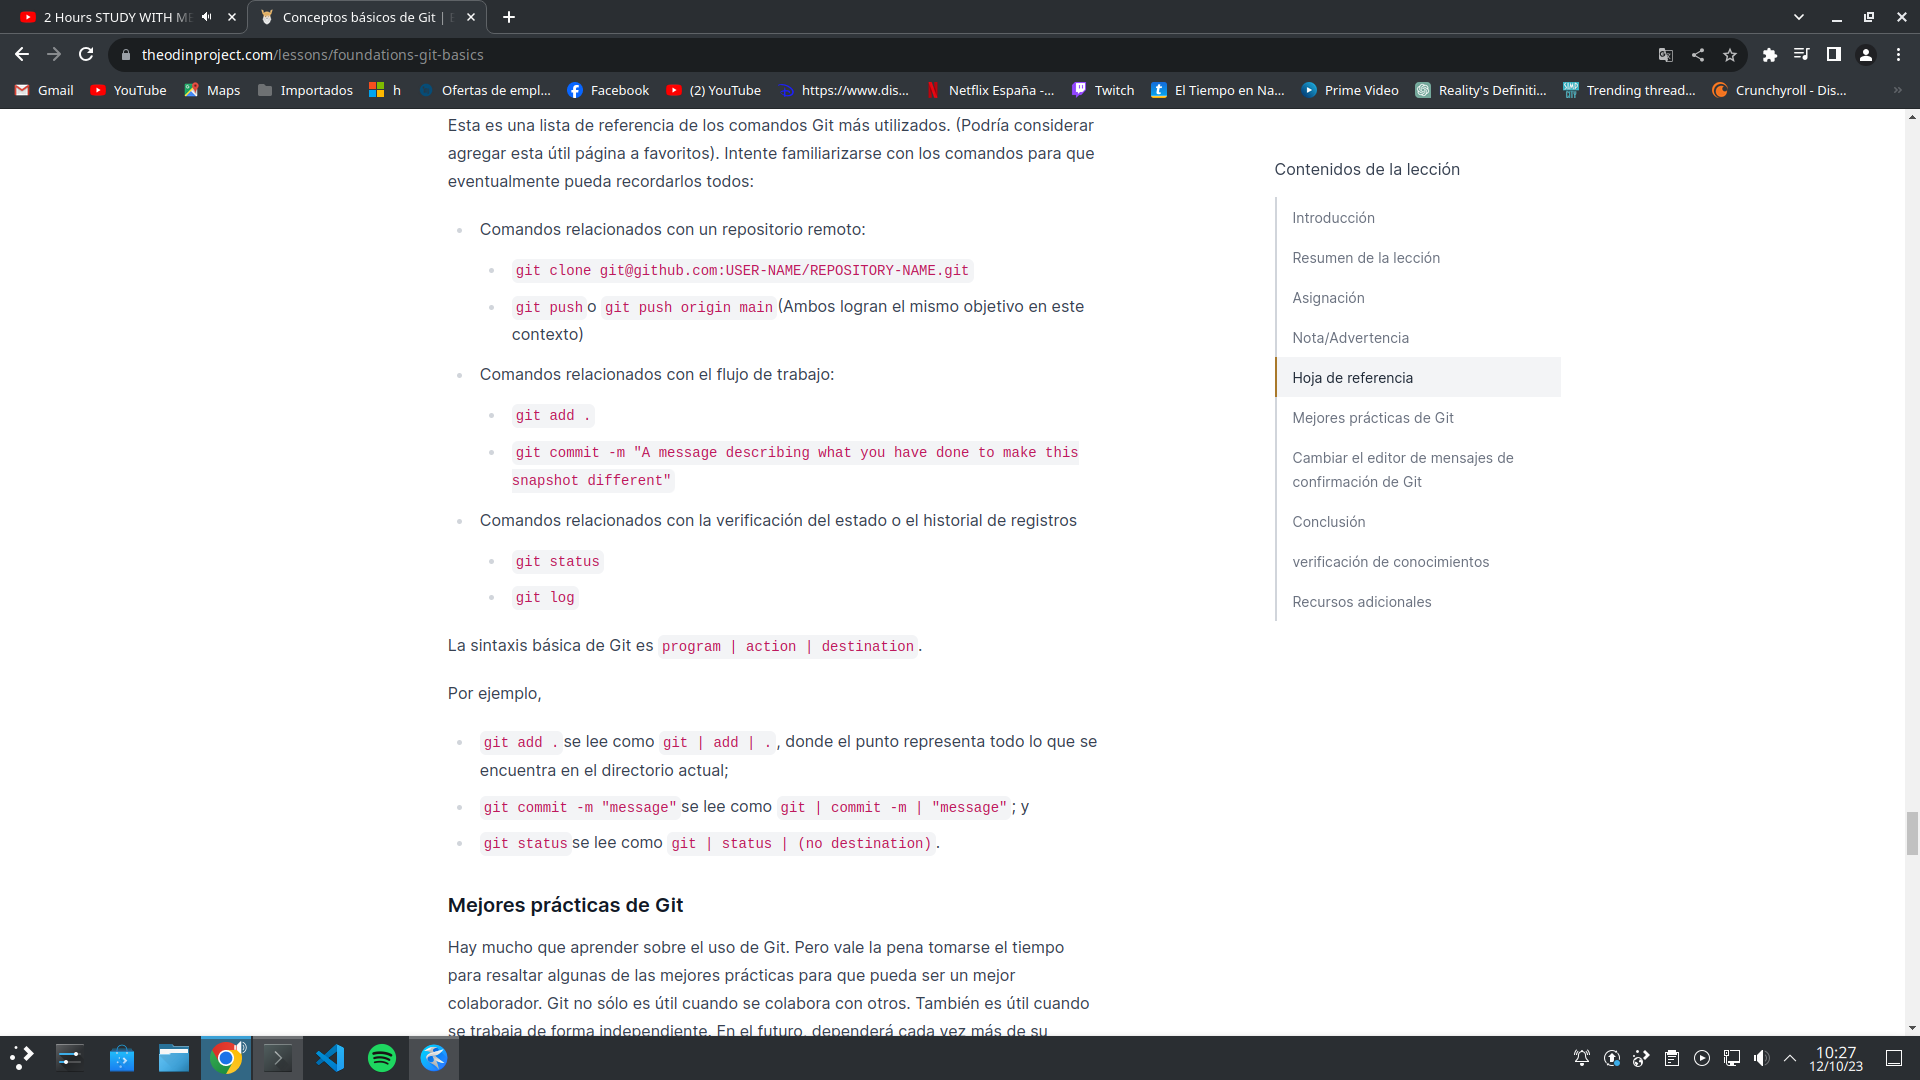 2 Hours STUDY WITH ME
Conceptos básicos de Git |
theodinproject.com/lessons/foundations-git-basics
Gmail
YouTube
Maps
Importados
h
Ofertas de empl...
Facebook
(2) YouTube
https://www.dis...
Netflix España -...
Twitch
El Tiempo en Na...
Prime Video
Reality's Definiti...
Trending thread...
Crunchyroll - Dis...
»
Esta es una lista de referencia de los comandos Git más utilizados. (Podría considerar
agregar esta útil página a favoritos). Intente familiarizarse con los comandos para que
eventualmente pueda recordarlos todos:
Comandos relacionados con un repositorio remoto:
git clone git@github.com:USER-NAME/REPOSITORY-NAME.git
git push o git push origin main (Ambos logran el mismo objetivo en este
contexto)
Comandos relacionados con el flujo de trabajo:
git add .
git commit -m "A message describing what you have done to make this
snapshot different"
Comandos relacionados con la verificación del estado o el historial de registros
git status
git log
La sintaxis básica de Git es program | action | destination .
Por ejemplo,
git add . se lee como git | add | . , donde el punto representa todo lo que se
encuentra en el directorio actual;
git commit -m "message" se lee como git | commit -m | "message" ; y
git status se lee como git | status | (no destination) .
Mejores prácticas de Git
Hay mucho que aprender sobre el uso de Git. Pero vale la pena tomarse el tiempo
para resaltar algunas de las mejores prácticas para que pueda ser un mejor
colaborador. Git no sólo es útil cuando se colabora con otros. También es útil cuando
se trabaja de forma independiente. En el futuro, dependerá cada vez más de su
Contenidos de la lección
Introducción
Resumen de la lección
Asignación
Nota/Advertencia
Hoja de referencia
Mejores prácticas de Git
Cambiar el editor de mensajes de
confirmación de Git
Conclusión
verificación de conocimientos
Recursos adicionales
10:27
12/10/23